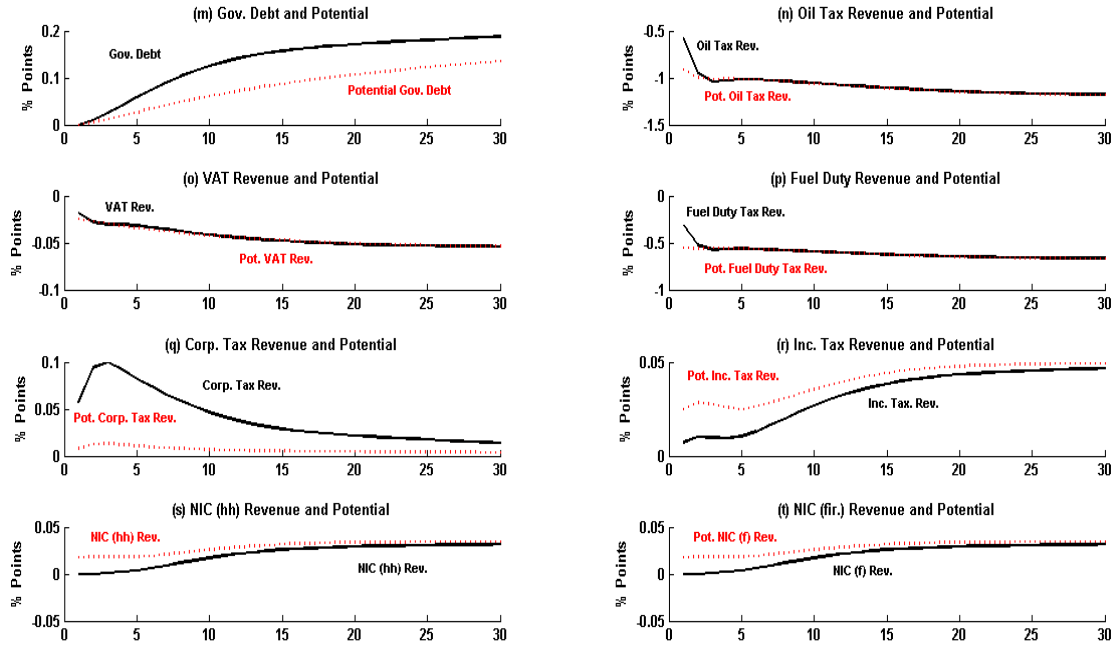 (m) Gov. Debt and Potential
% Points
0.2
0.1
0
Gov. Debt
Potential Gov. Debt
0 5 10 15 20 25 30
(n) Oil Tax Revenue and Potential
% Points
-0.5
-1
-1.5
Oil Tax Rev.
Pot. Oil Tax Rev.
0 5 10 15 20 25 30
(o) VAT Revenue and Potential
% Points
-0
-0.05
-0.1
VAT Rev.
Pot. VAT Rev.
0 5 10 15 20 25 30
(p) Fuel Duty Revenue and Potential
% Points
-0
-0.5
-1
Fuel Duty Tax Rev.
Pot. Fuel Duty Tax Rev.
0 5 10 15 20 25 30
(q) Corp. Tax Revenue and Potential
% Points
0.1
0.05
0
Corp. Tax Rev.
Pot. Corp. Tax Rev.
0 5 10 15 20 25 30
(r) Inc. Tax Revenue and Potential
% Points
0.05
0
Pot. Inc. Tax Rev.
Inc. Tax. Rev.
0 5 10 15 20 25 30
(s) NIC (hh) Revenue and Potential
% Points
0.05
0
-0.05
NIC (hh) Rev.
NIC (hh) Rev.
0 5 10 15 20 25 30
(t) NIC (fir.) Revenue and Potential
% Points
0.05
0
-0.05
Pot. NIC (f) Rev.
NIC (f) Rev.
0 5 10 15 20 25 30